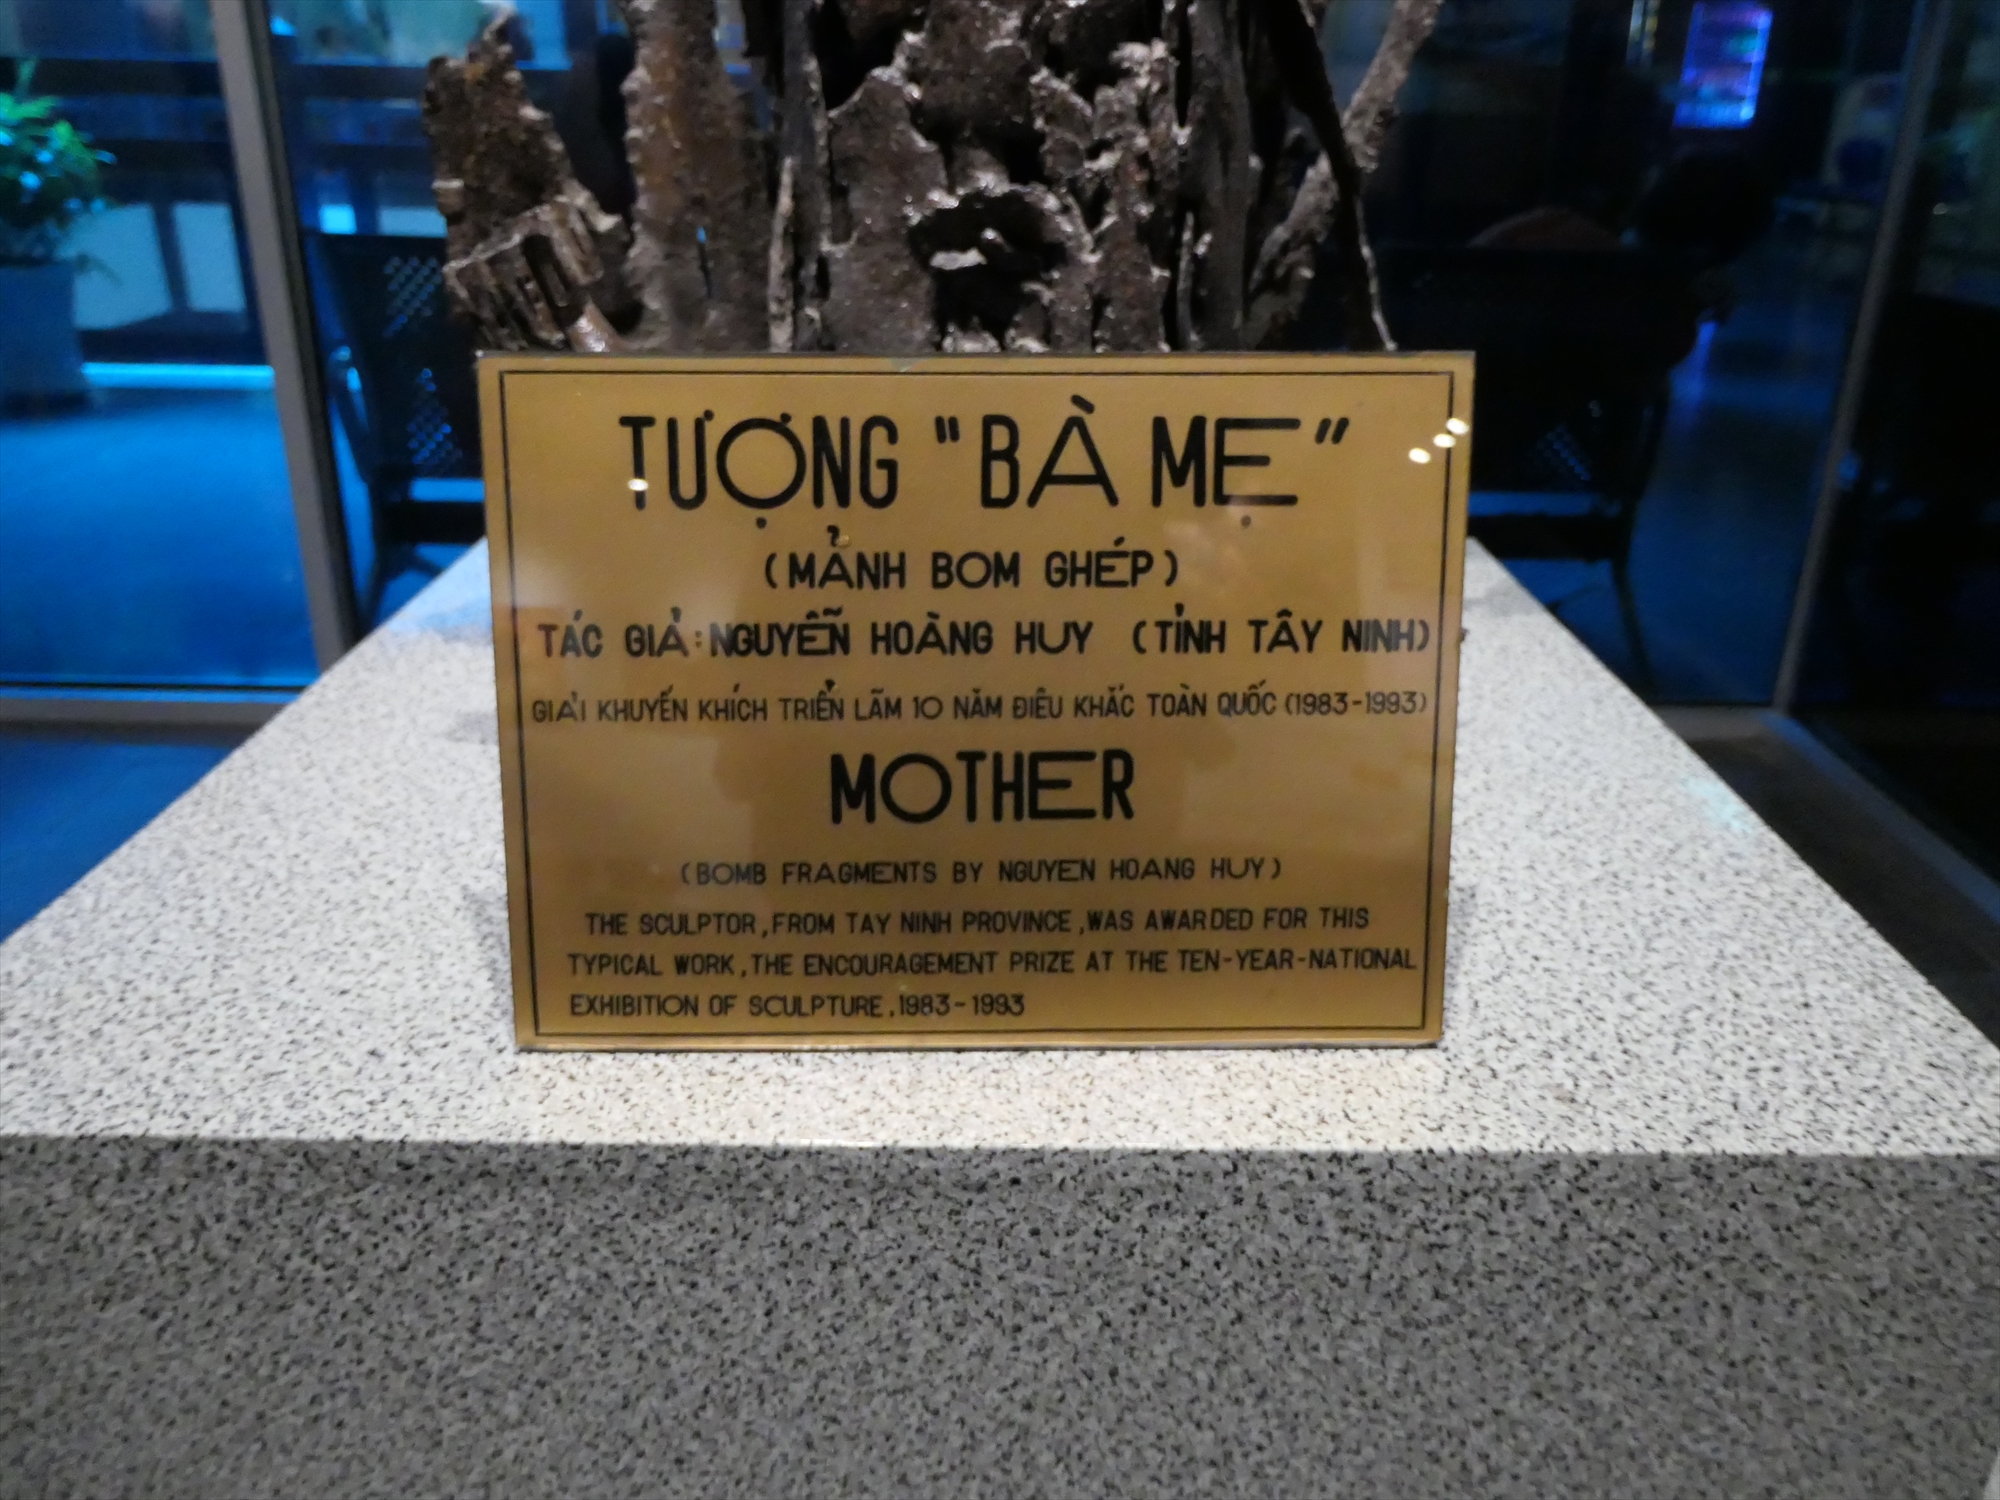 TƯỢNG "BÀ MẸ"
(MẢNH BOM GHÉP)
TÁC GIẢ: NGUYỄN HOÀNG HUY (TỈNH TÂY NINH)
GIẢI KHUYẾN KHÍCH TRIỂN LÃM 10 NĂM ĐIÊU KHẮC TOÀN QUỐC (1983-1993)
MOTHER
(BOMB FRAGMENTS BY NGUYEN HOANG HUY)
THE SCULPTOR, FROM TAY NINH PROVINCE, WAS AWARDED FOR THIS
TYPICAL WORK, THE ENCOURAGEMENT PRIZE AT THE TEN-YEAR-NATIONAL
EXHIBITION OF SCULPTURE, 1983-1993